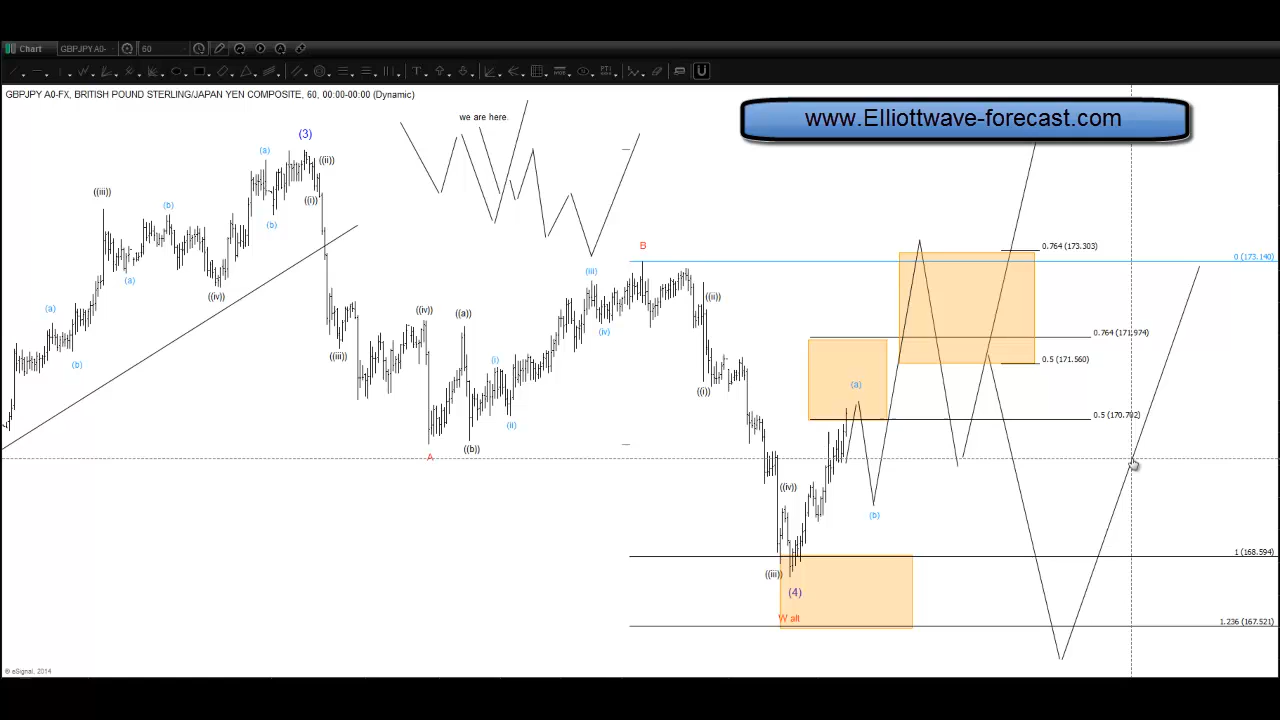 Chart
GBPJPY A0-
60
GBPJPY A0-FX, BRITISH POUND STERLING/JAPAN YEN COMPOSITE, 60, 00:00-00:00 (Dynamic)
www.Elliottwave-forecast.com
we are here
(3)
(a)
((ii))
((iii))
((i))
(b)
(b)
(a)
((iv))
(a)
(b)
((iii))
((iv))
((a))
A
((b))
(i)
(ii)
(iii)
(iv)
B
((ii))
((i))
((iv))
((iii))
(4)
W alt
(a)
(b)
0.764 (173.303)
0 (173.140)
0.764 (171.974)
0.5 (171.560)
0.5 (170.702)
1 (168.594)
1.236 (167.521)
© eSignal, 2014